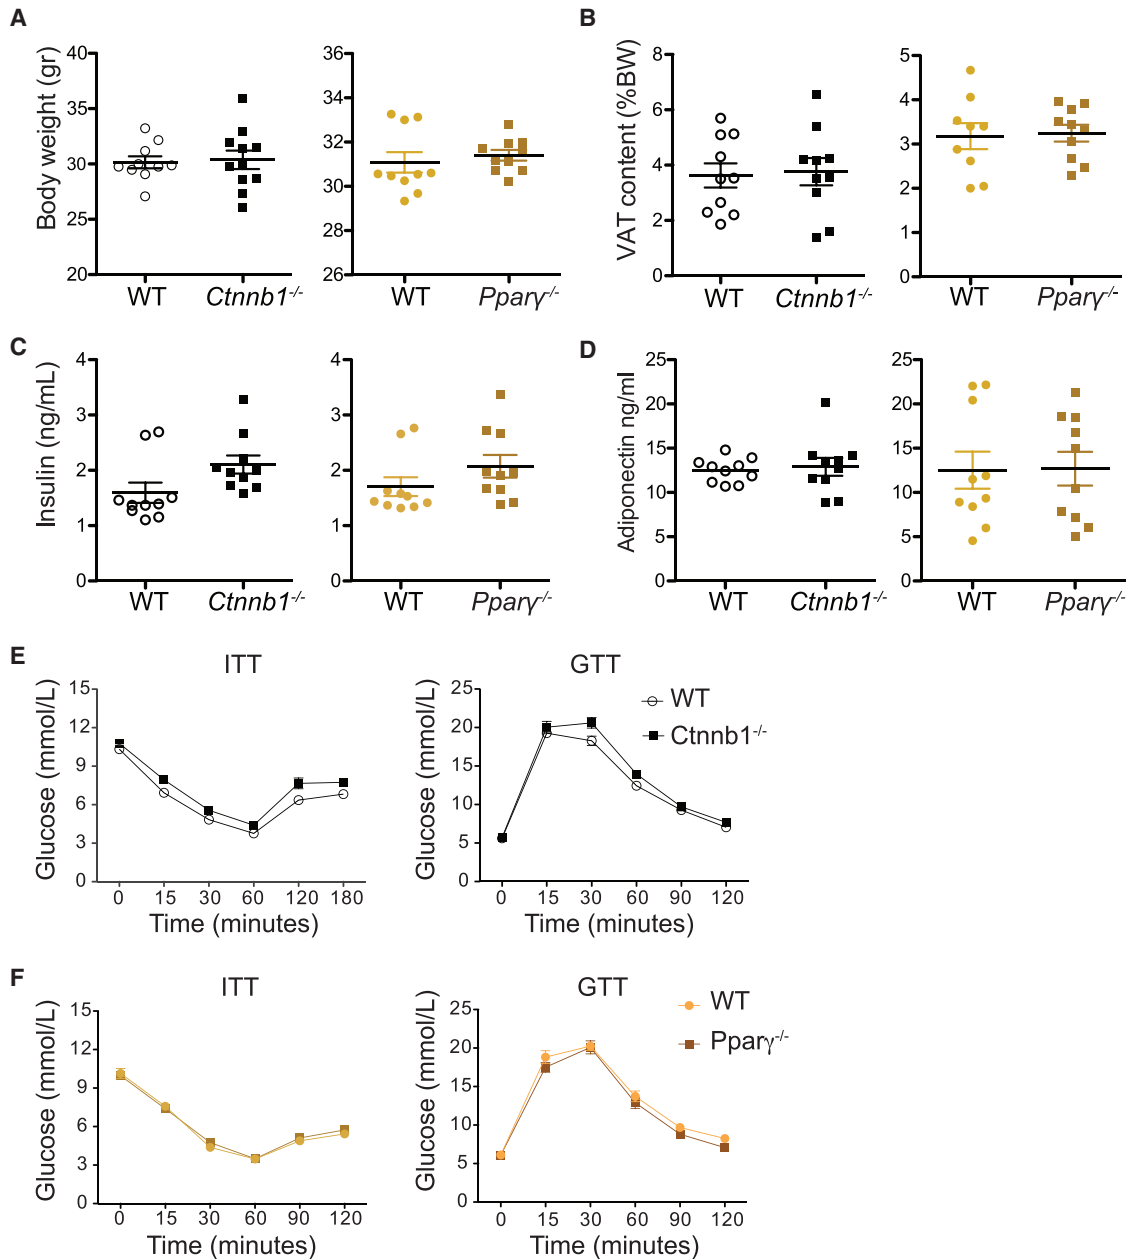 A
Body weight (gr)
40
35
30
25
20
WT
Ctnnb1-/-
36
34
32
30
28
26
WT
Pparγ-/-
B
VAT content (%BW)
8
6
4
2
0
WT
Ctnnb1-/-
5
4
3
2
1
0
WT
Pparγ-/-
C
Insulin (ng/mL)
4
3
2
1
0
WT
Ctnnb1-/-
4
3
2
1
0
WT
Pparγ-/-
D
Adiponectin ng/ml
25
20
15
10
5
0
WT
Ctnnb1-/-
25
20
15
10
5
0
WT
Pparγ-/-
E
ITT
Glucose (mmol/L)
15
12
9
6
3
0
0 15 30 60 120 180
Time (minutes)
GTT
Glucose (mmol/L)
25
20
15
10
5
0
0 15 30 60 90 120
Time (minutes)
WT
Ctnnb1-/-
F
ITT
Glucose (mmol/L)
15
12
9
6
3
0
0 15 30 60 90 120
Time (minutes)
GTT
Glucose (mmol/L)
25
20
15
10
5
0
0 15 30 60 90 120
Time (minutes)
WT
Pparγ-/-